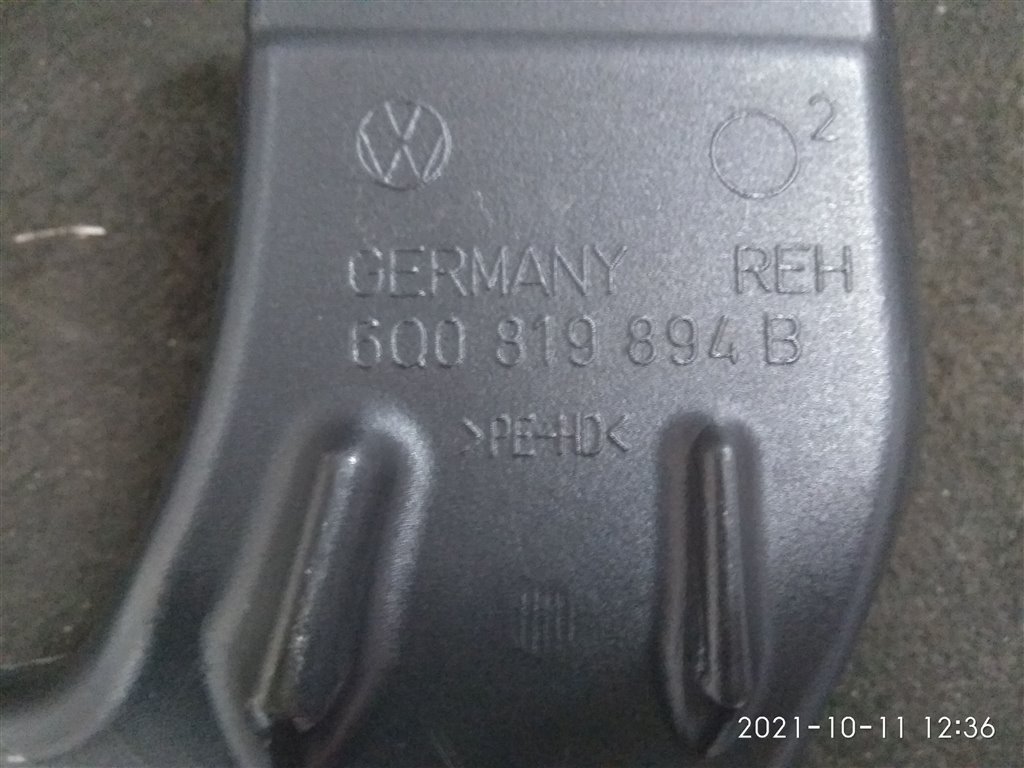 2
GERMANY REH
6Q0 819 894 B
>PE-HD<
2021-10-11 12:36